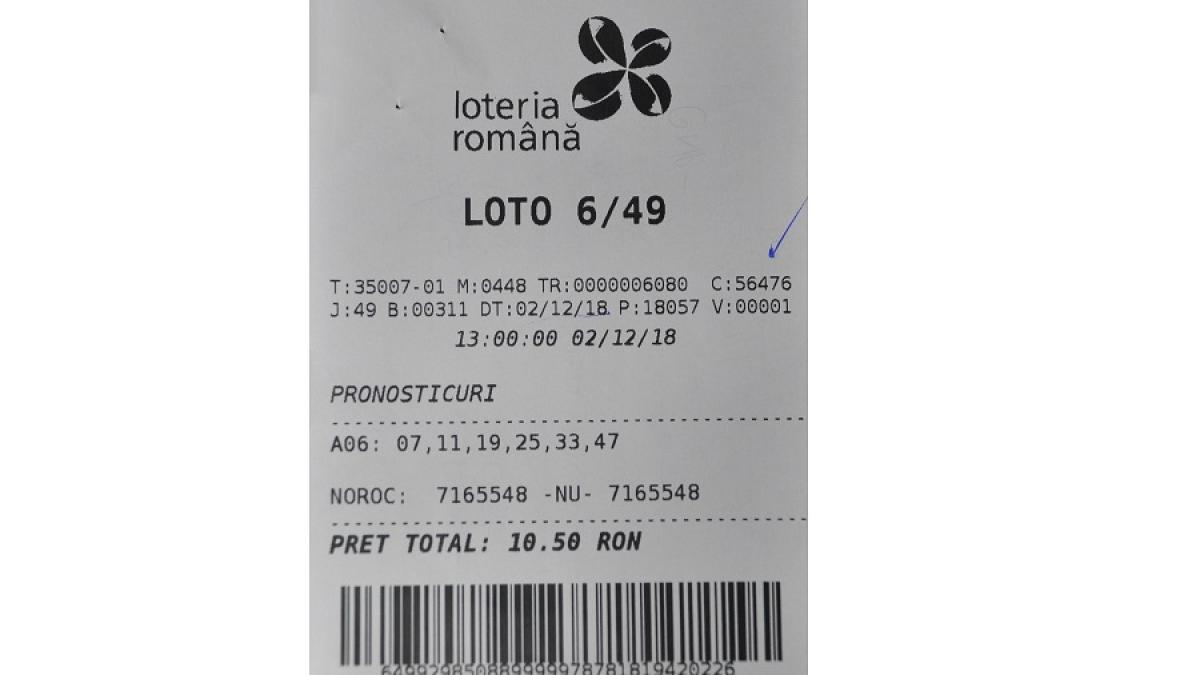 loteria
română
LOTO 6/49
T:35007-01 M:0448 TR:0000006080 C:56476
J:49 B:00311 DT:02/12/18 P:18057 V:00001
13:00:00 02/12/18
PRONOSTICURI
A06: 07,11,19,25,33,47
NOROC: 7165548 -NU- 7165548
PRET TOTAL: 10.50 RON